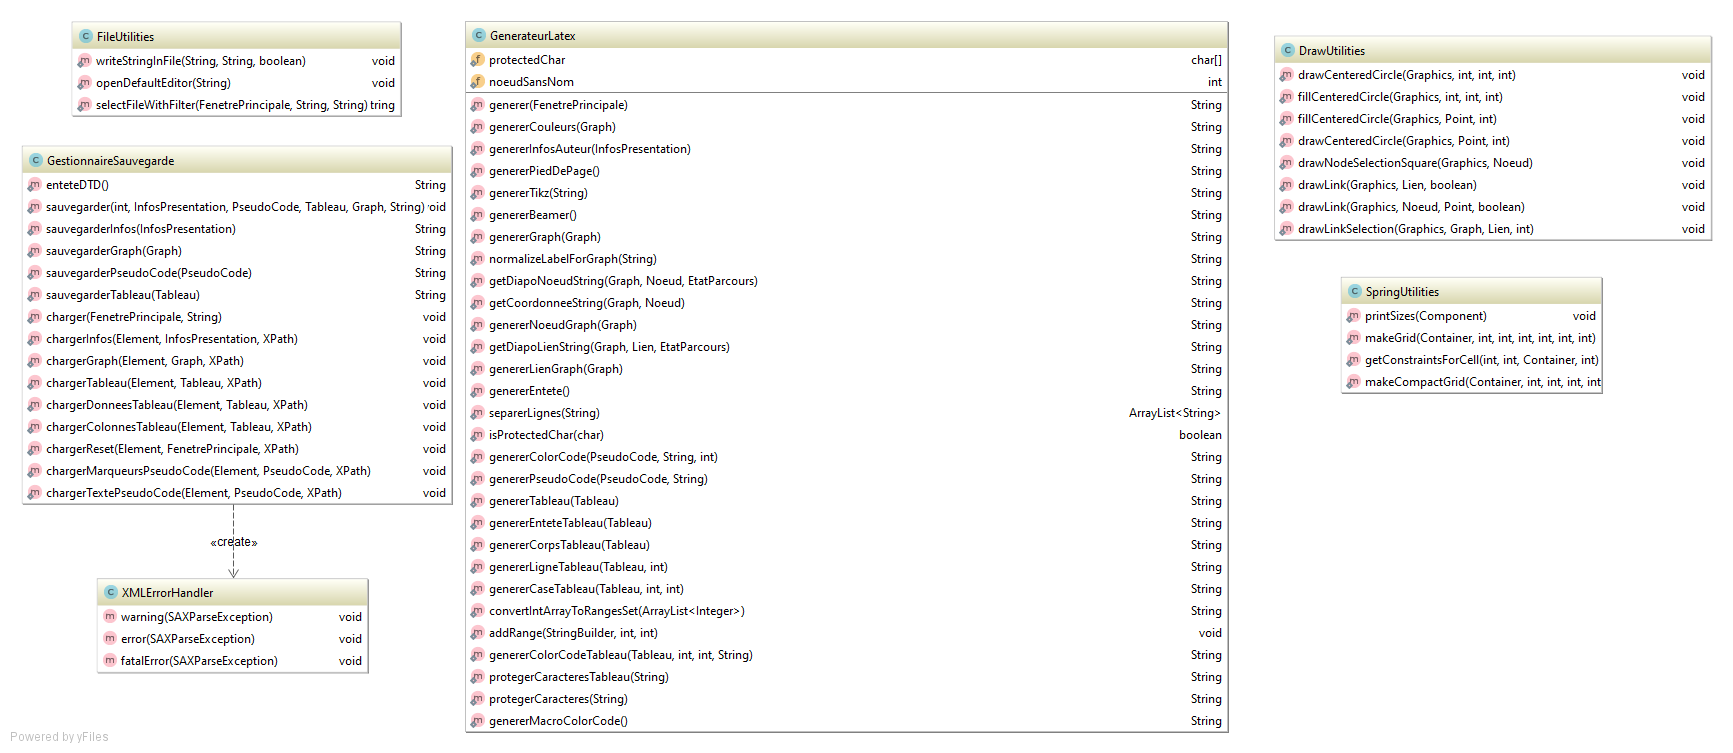 FileUtilities
writeStringInFile(String, String, boolean) void
openDefaultEditor(String) void
selectFileWithFilter(FenetrePrincipale, String, String) tring
GestionnaireSauvegarde
enteteDTD() String
sauvegarder(int, InfosPresentation, PseudoCode, Tableau, Graph, String) oid
sauvegarderInfos(InfosPresentation) String
sauvegarderGraph(Graph) String
sauvegarderPseudoCode(PseudoCode) String
sauvegarderTableau(Tableau) String
charger(FenetrePrincipale, String) void
chargerInfos(Element, InfosPresentation, XPath) void
chargerGraph(Element, Graph, XPath) void
chargerTableau(Element, Tableau, XPath) void
chargerDonneesTableau(Element, Tableau, XPath) void
chargerColonnesTableau(Element, Tableau, XPath) void
chargerReset(Element, FenetrePrincipale, XPath) void
chargerMarqueursPseudoCode(Element, PseudoCode, XPath) void
chargerTextePseudoCode(Element, PseudoCode, XPath) void
«create»
XMLErrorHandler
warning(SAXParseException) void
error(SAXParseException) void
fatalError(SAXParseException) void
GenerateurLatex
protectedChar char[]
noeudSansNom int
generer(FenetrePrincipale) String
genererCouleurs(Graph) String
genererInfosAuteur(InfosPresentation) String
genererPiedDePage() String
genererTikz(String) String
genererBeamer() String
genererGraph(Graph) String
normalizeLabelForGraph(String) String
getDiapoNoeudString(Graph, Noeud, EtatParcours) String
getCoordonneeString(Graph, Noeud) String
genererNoeudGraph(Graph) String
getDiapoLienString(Graph, Lien, EtatParcours) String
genererLienGraph(Graph) String
genererEntete() String
separerLignes(String) ArrayList<String>
isProtectedChar(char) boolean
genererColorCode(PseudoCode, String, int) String
genererPseudoCode(PseudoCode, String) String
genererTableau(Tableau) String
genererEnteteTableau(Tableau) String
genererCorpsTableau(Tableau) String
genererLigneTableau(Tableau, int) String
genererCaseTableau(Tableau, int, int) String
convertIntArrayToRangesSet(ArrayList<Integer>) String
addRange(StringBuilder, int, int) void
genererColorCodeTableau(Tableau, int, int, String) String
protegerCaracteresTableau(String) String
protegerCaracteres(String) String
genererMacroColorCode() String
DrawUtilities
drawCenteredCircle(Graphics, int, int, int) void
fillCenteredCircle(Graphics, int, int, int) void
fillCenteredCircle(Graphics, Point, int) void
drawCenteredCircle(Graphics, Point, int) void
drawNodeSelectionSquare(Graphics, Noeud) void
drawLink(Graphics, Lien, boolean) void
drawLink(Graphics, Noeud, Point, boolean) void
drawLinkSelection(Graphics, Graph, Lien, int) void
SpringUtilities
printSizes(Component) void
makeGrid(Container, int, int, int, int, int, int)
getConstraintsForCell(int, int, Container, int)
makeCompactGrid(Container, int, int, int, int
Powered by yFiles